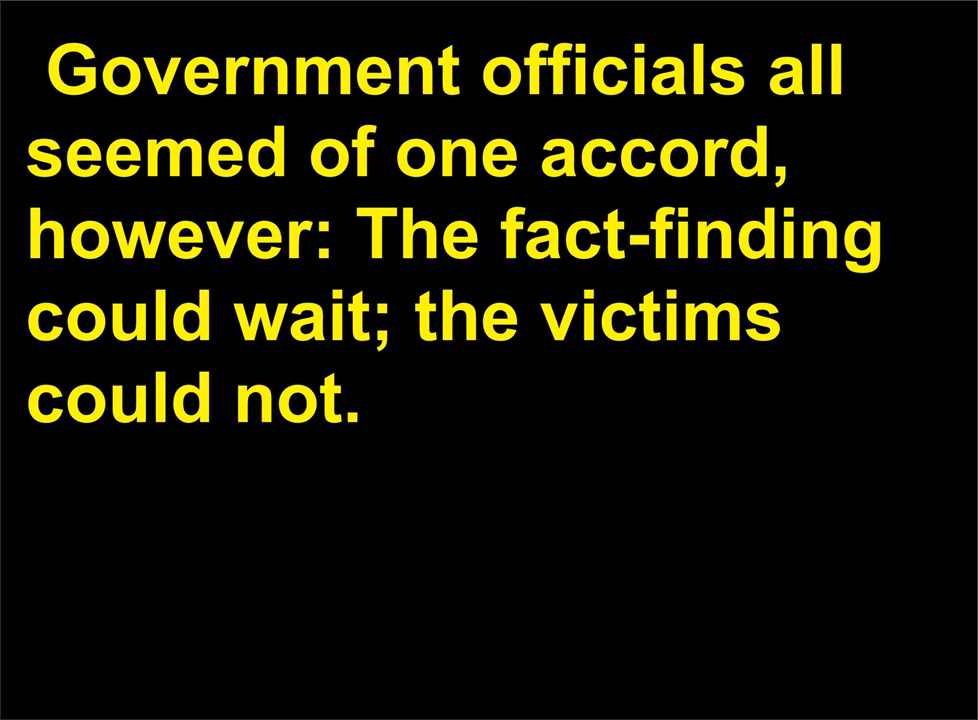 Government officials all
seemed of one accord,
however: The fact-finding
could wait; the victims
could not.